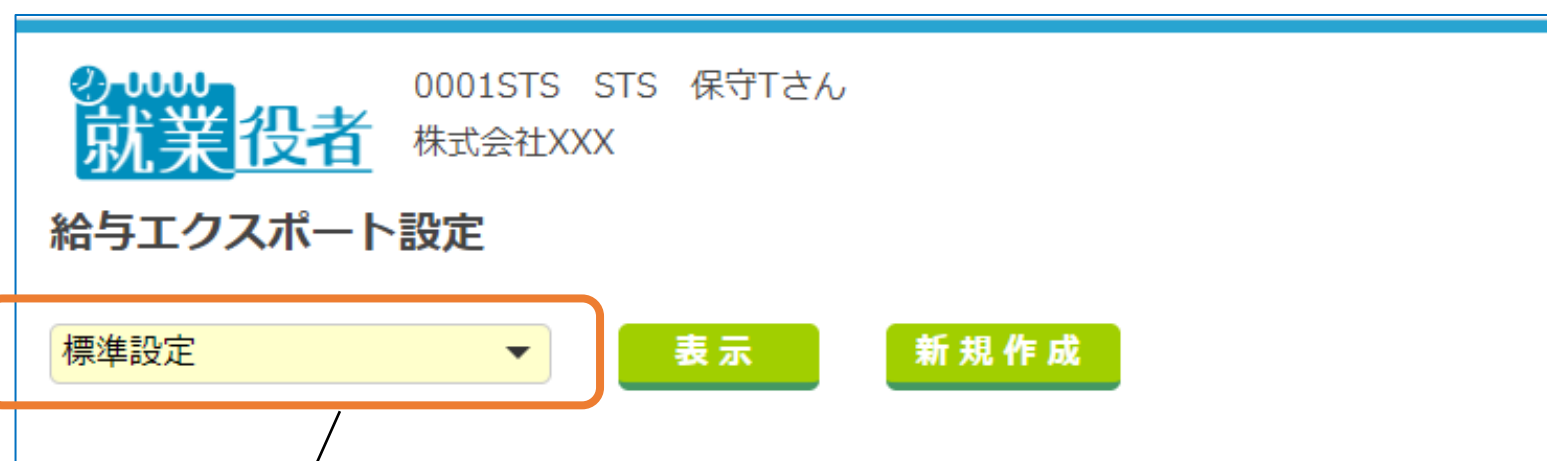 就業役者
0001STS STS 保守Tさん
株式会社XXX
給与エクスポート設定
標準設定
表示
新規作成